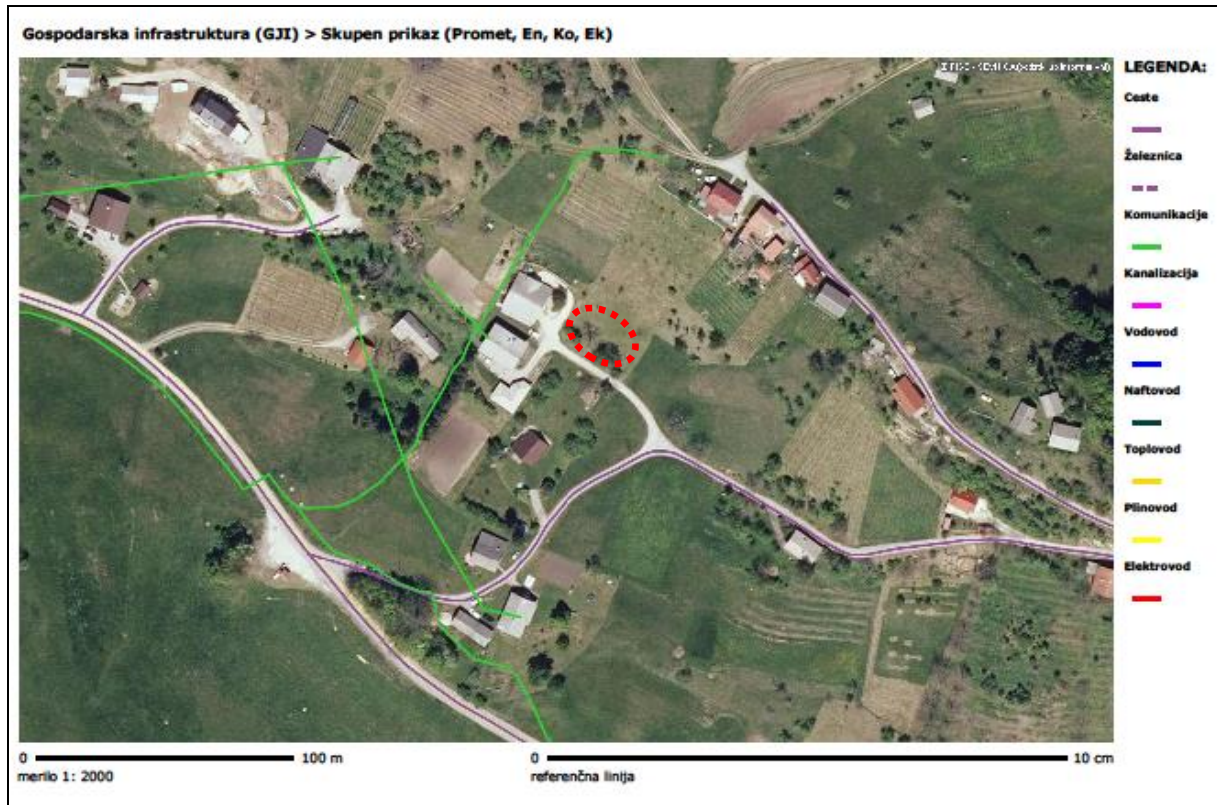 Gospodarska infrastruktura (GJI) > Skupen prikaz (Promet, En, Ko, Ek)
LEGENDA:
Ceste
Železnica
Komunikacije
Kanalizacija
Vodovod
Naftovod
Toplovod
Plinovod
Elektrovod
0 100 m
merilo 1: 2000
0 10 cm
referenčna linija